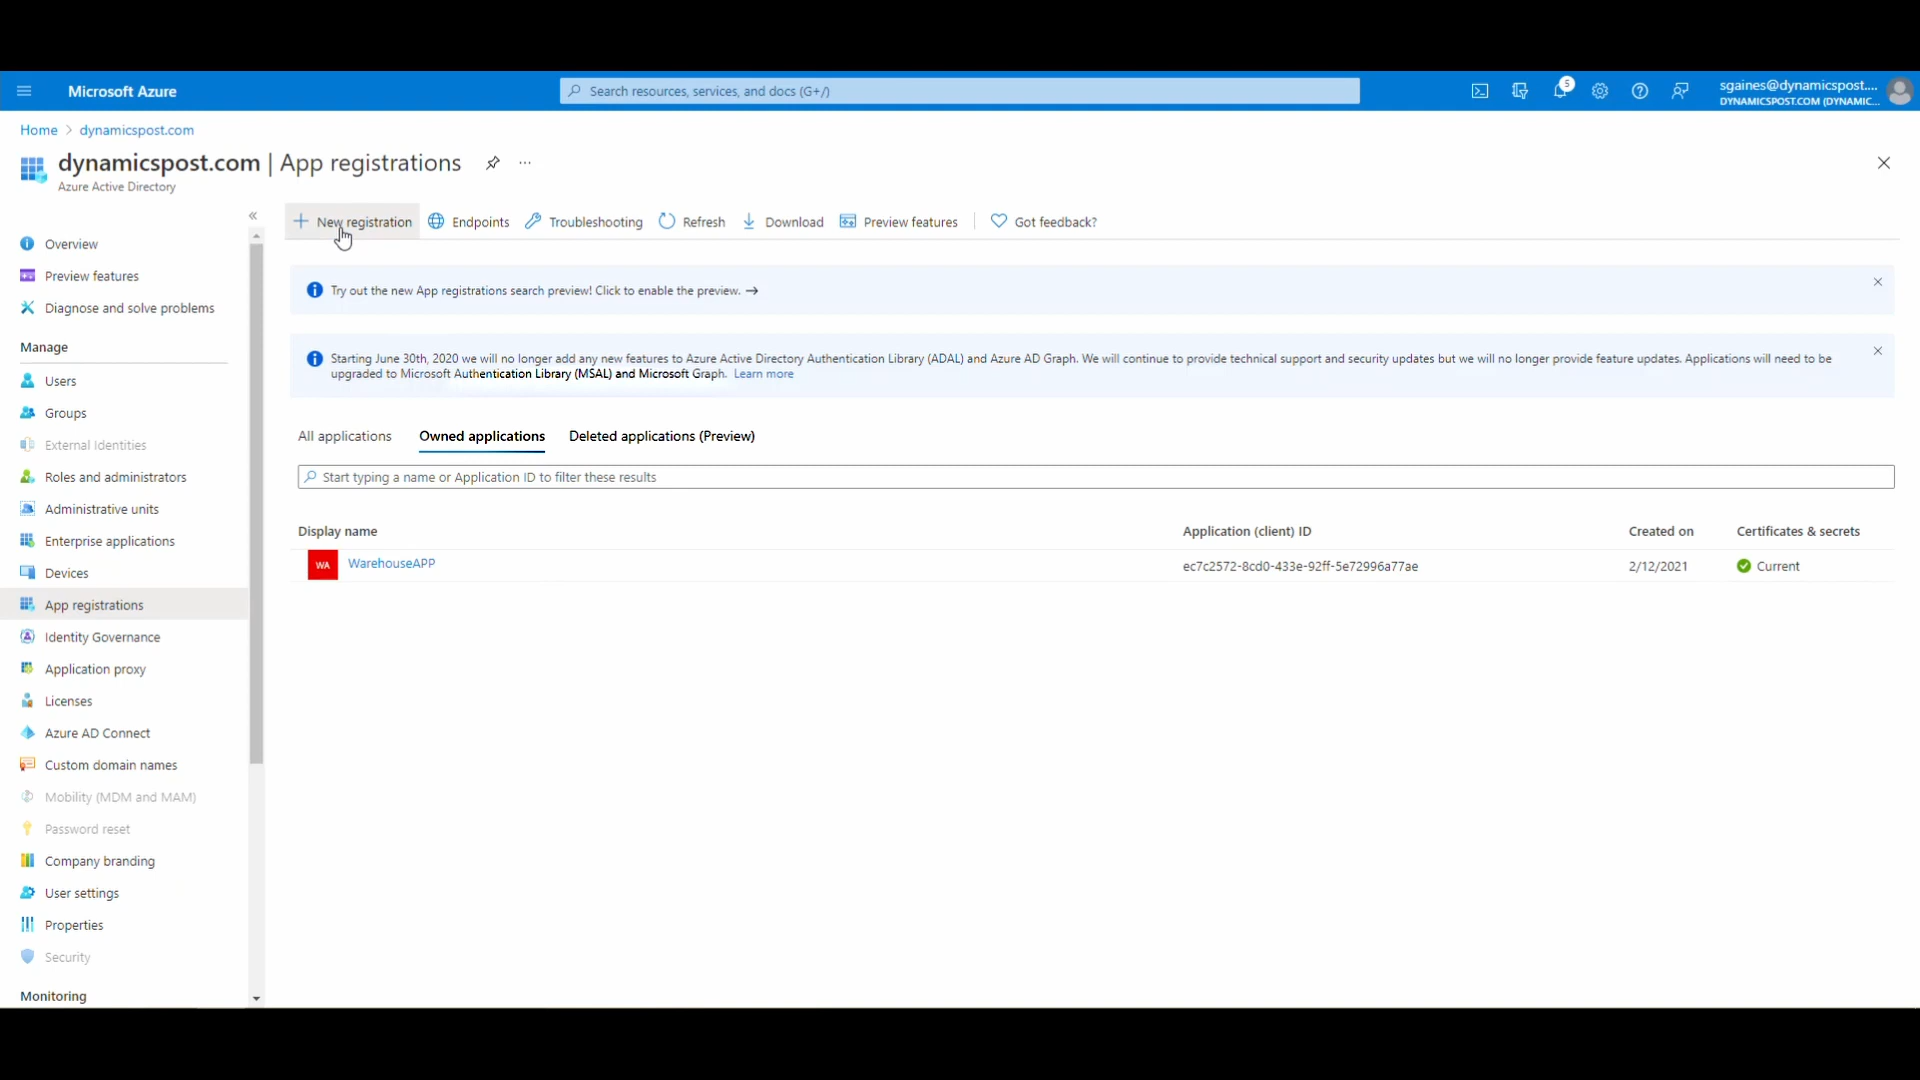 Microsoft Azure
Search resources, services, and docs (G+/)
5
sgaines@dynamicspost....
DYNAMICSPOST.COM (DYNAMIC...
Home > dynamicspost.com
dynamicspost.com | App registrations
Azure Active Directory
New registration
Endpoints
Troubleshooting
Refresh
Download
Preview features
Got feedback?
Overview
Preview features
Diagnose and solve problems
Manage
Users
Groups
External Identities
Roles and administrators
Administrative units
Enterprise applications
Devices
App registrations
Identity Governance
Application proxy
Licenses
Azure AD Connect
Custom domain names
Mobility (MDM and MAM)
Password reset
Company branding
User settings
Properties
Security
Monitoring
Try out the new App registrations search preview! Click to enable the preview. →
Starting June 30th, 2020 we will no longer add any new features to Azure Active Directory Authentication Library (ADAL) and Azure AD Graph. We will continue to provide technical support and security updates but we will no longer provide feature updates. Applications will need to be
upgraded to Microsoft Authentication Library (MSAL) and Microsoft Graph. Learn more
All applications
Owned applications
Deleted applications (Preview)
Start typing a name or Application ID to filter these results
Display name
Application (client) ID
Created on
Certificates & secrets
WA
WarehouseAPP
ec7c2572-8cd0-433e-92ff-5e72996a77ae
2/12/2021
Current